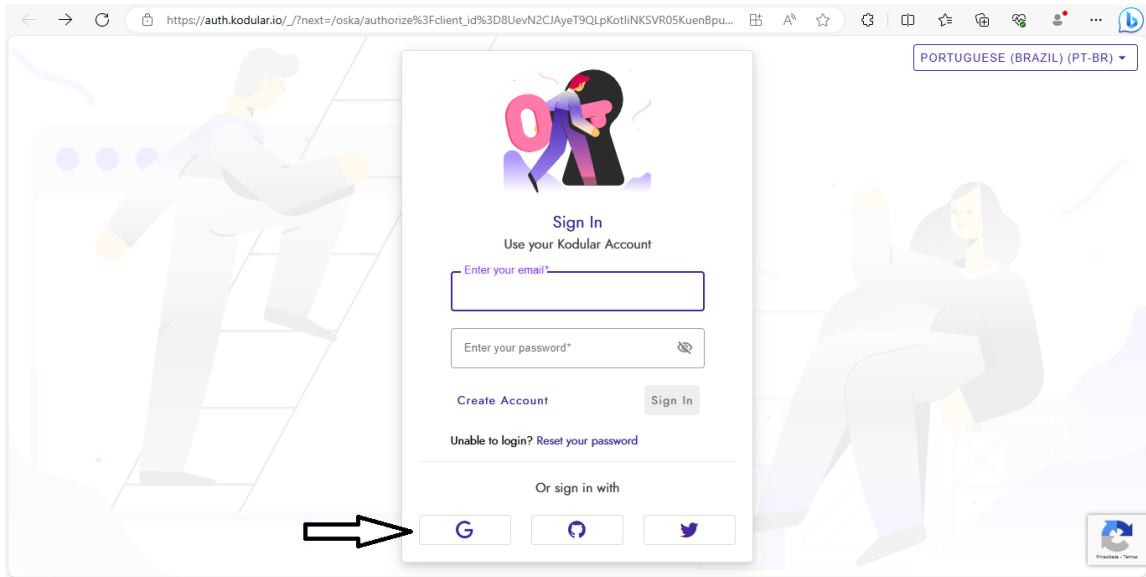 https://auth.kodular.io/_/?next=/oska/authorize%3Fclient_id%3D8UevN2CJAyeT9QLpKotliNKSVR05KuenBpu...
PORTUGUESE (BRAZIL) (PT-BR)
Sign In
Use your Kodular Account
Enter your email*
Enter your password*
Create Account
Sign In
Unable to login? Reset your password
Or sign in with
Privacidade - Termos